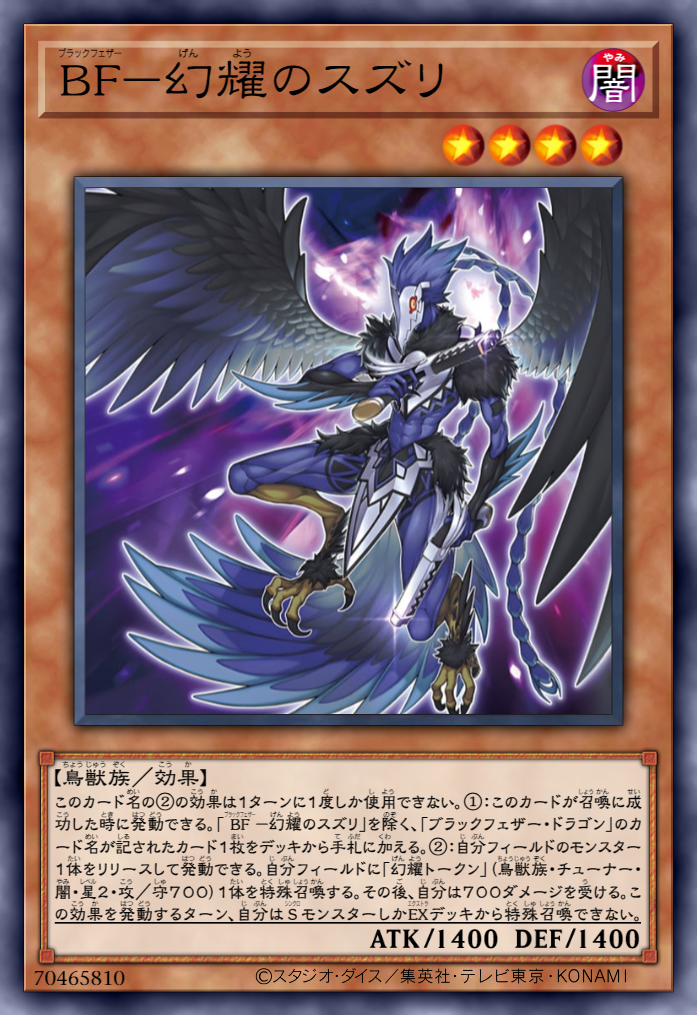 BF－幻耀のスズリ
闇
【鳥獣族／効果】
このカード名の②の効果は1ターンに1度しか使用できない。①：このカードが召喚に成
功した時に発動できる。「BF－幻耀のスズリ」を除く、「ブラックフェザー・ドラゴン」のカ
ード名が記されたカード1枚をデッキから手札に加える。②：自分フィールドのモンスター
1体をリリースして発動できる。自分フィールドに「幻耀トークン」（鳥獣族・チューナー・
闇・星2・攻／守700）1体を特殊召喚する。その後、自分は700ダメージを受ける。こ
の効果を発動するターン、自分はSモンスターしかEXデッキから特殊召喚できない。
ATK/1400 DEF/1400
70465810 ©スタジオ・ダイス／集英社・テレビ東京・KONAMI